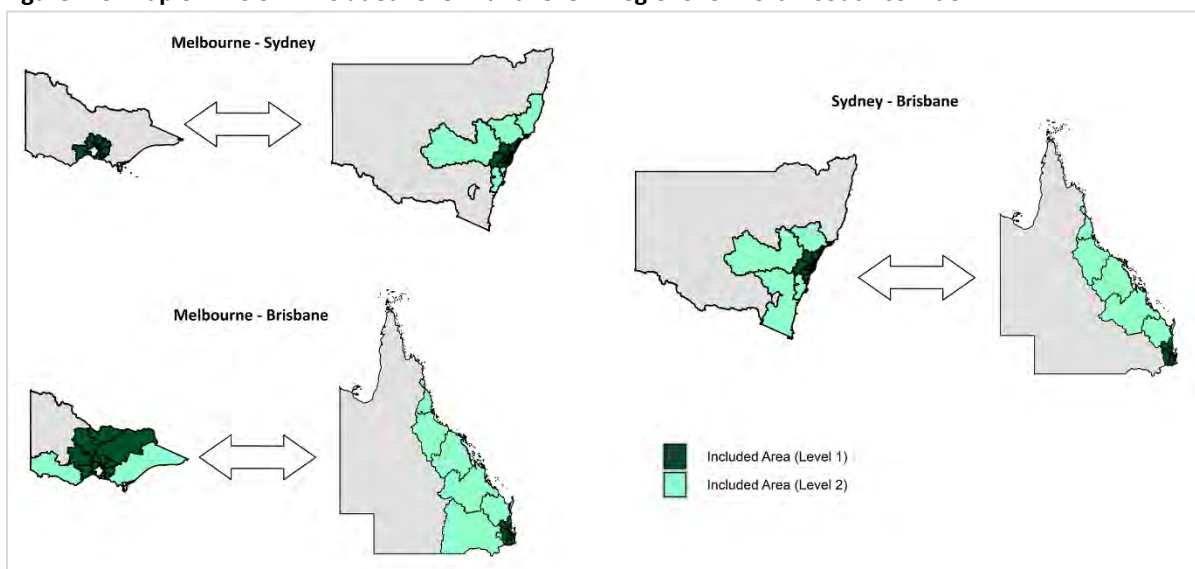 Melbourne - Sydney
Sydney - Brisbane
Melbourne - Brisbane
Included Area (Level 1)
Included Area (Level 2)